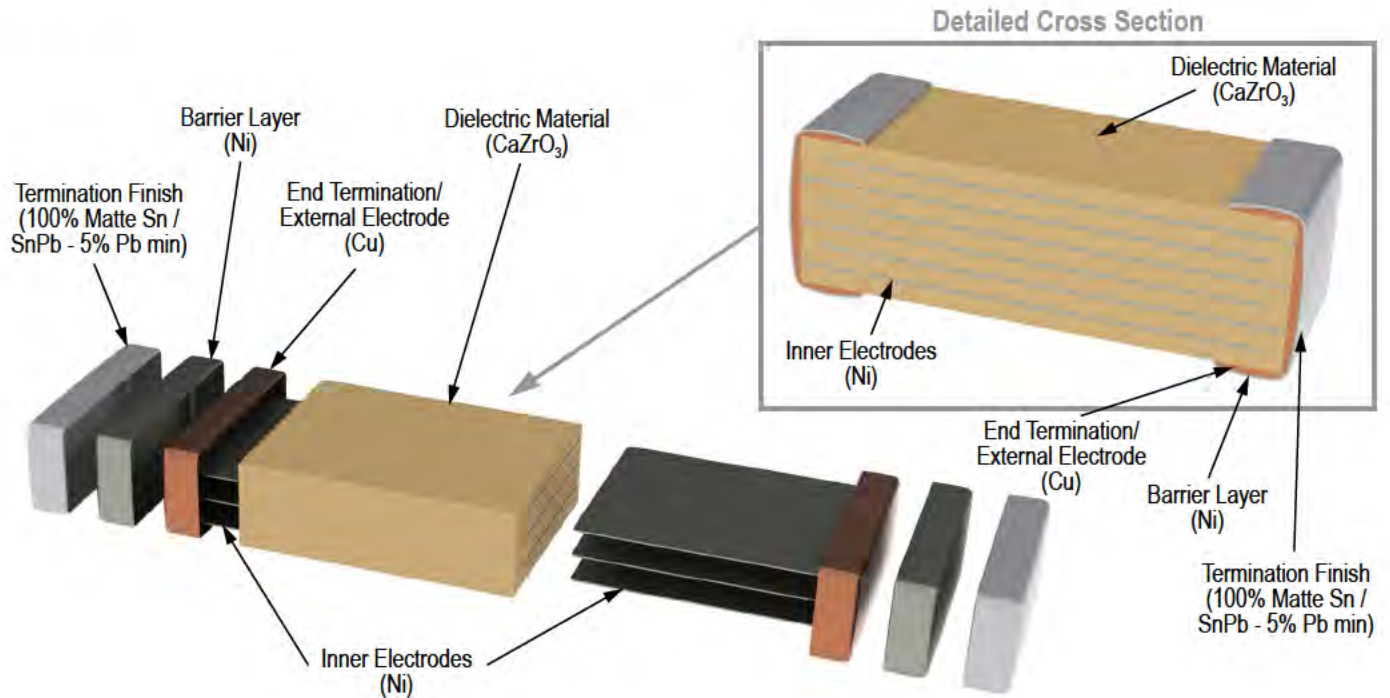 Detailed Cross Section
Dielectric Material
(CaZrO₃)
Barrier Layer
(Ni)
Dielectric Material
(CaZrO₃)
Termination Finish
(100% Matte Sn /
SnPb - 5% Pb min)
End Termination/
External Electrode
(Cu)
Inner Electrodes
(Ni)
End Termination/
External Electrode
(Cu)
Barrier Layer
(Ni)
Termination Finish
(100% Matte Sn /
SnPb - 5% Pb min)
Inner Electrodes
(Ni)